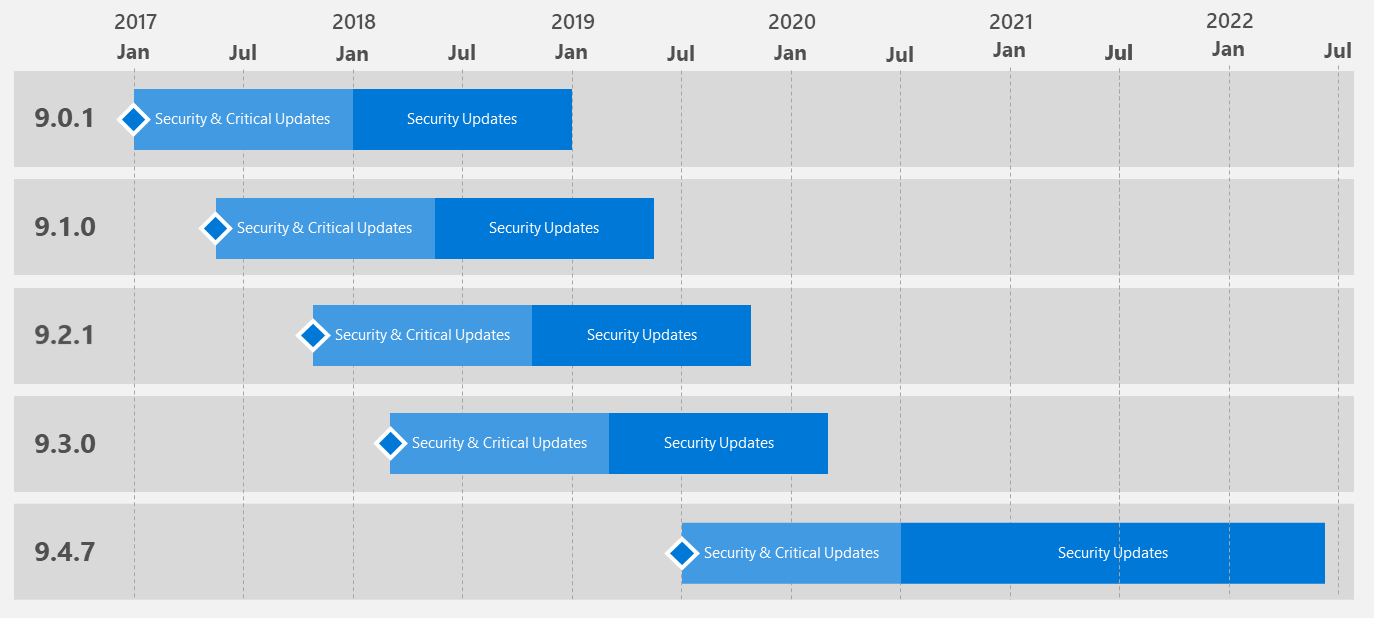 2017 2018 2019 2020 2021 2022
Jan Jul Jan Jul Jan Jul Jan Jul Jan Jul Jan Jul
9.0.1 Security & Critical Updates Security Updates
9.1.0 Security & Critical Updates Security Updates
9.2.1 Security & Critical Updates Security Updates
9.3.0 Security & Critical Updates Security Updates
9.4.7 Security & Critical Updates Security Updates